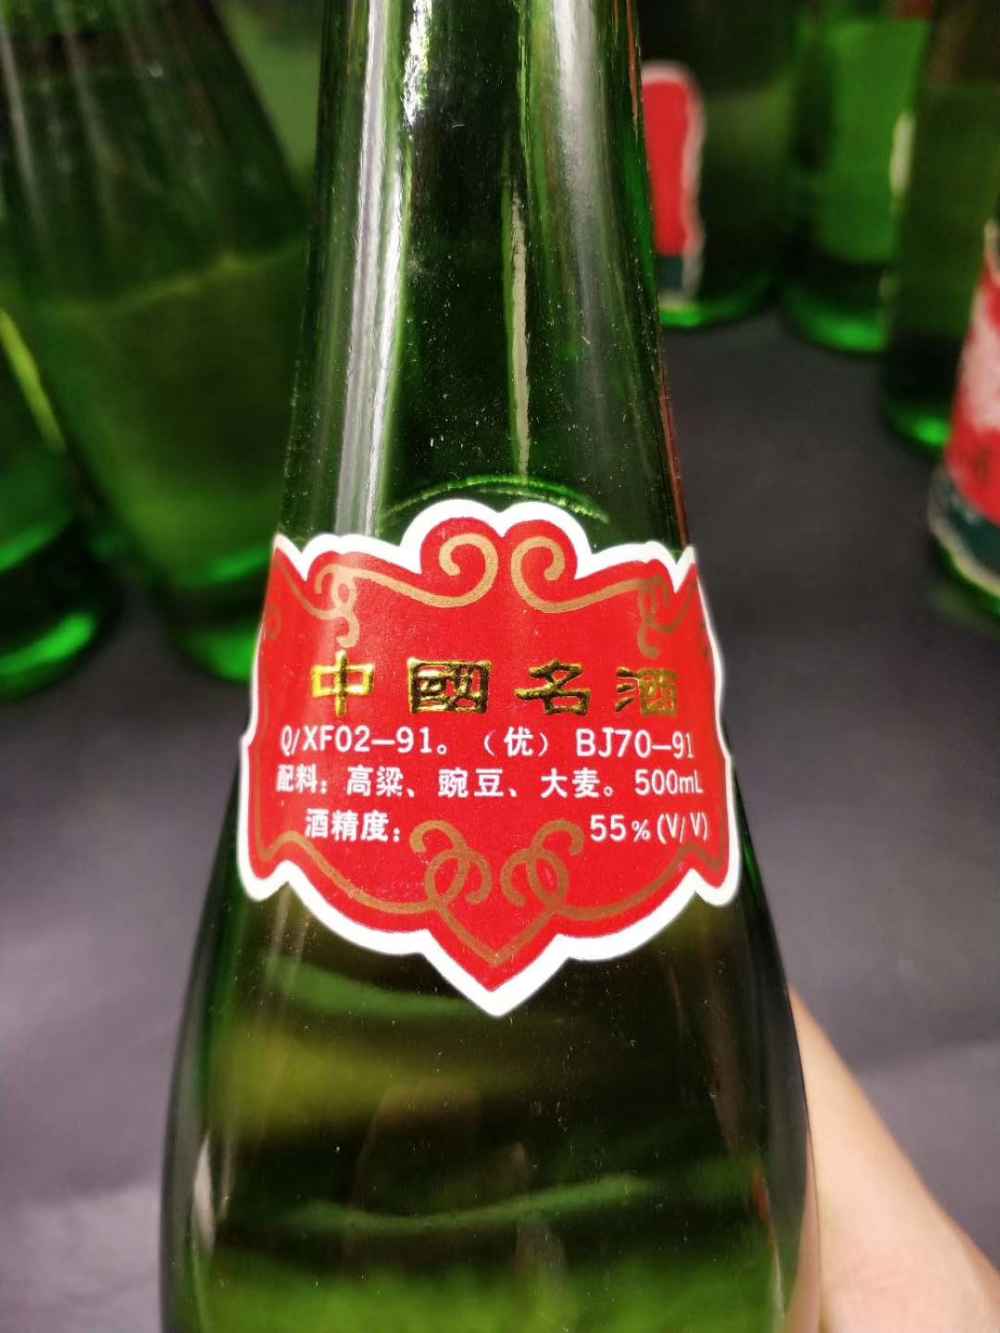 中國名酒
Q/XF02—91。（优）BJ70—91
配料：高粱、豌豆、大麦。500mL
酒精度：55%(V/V)